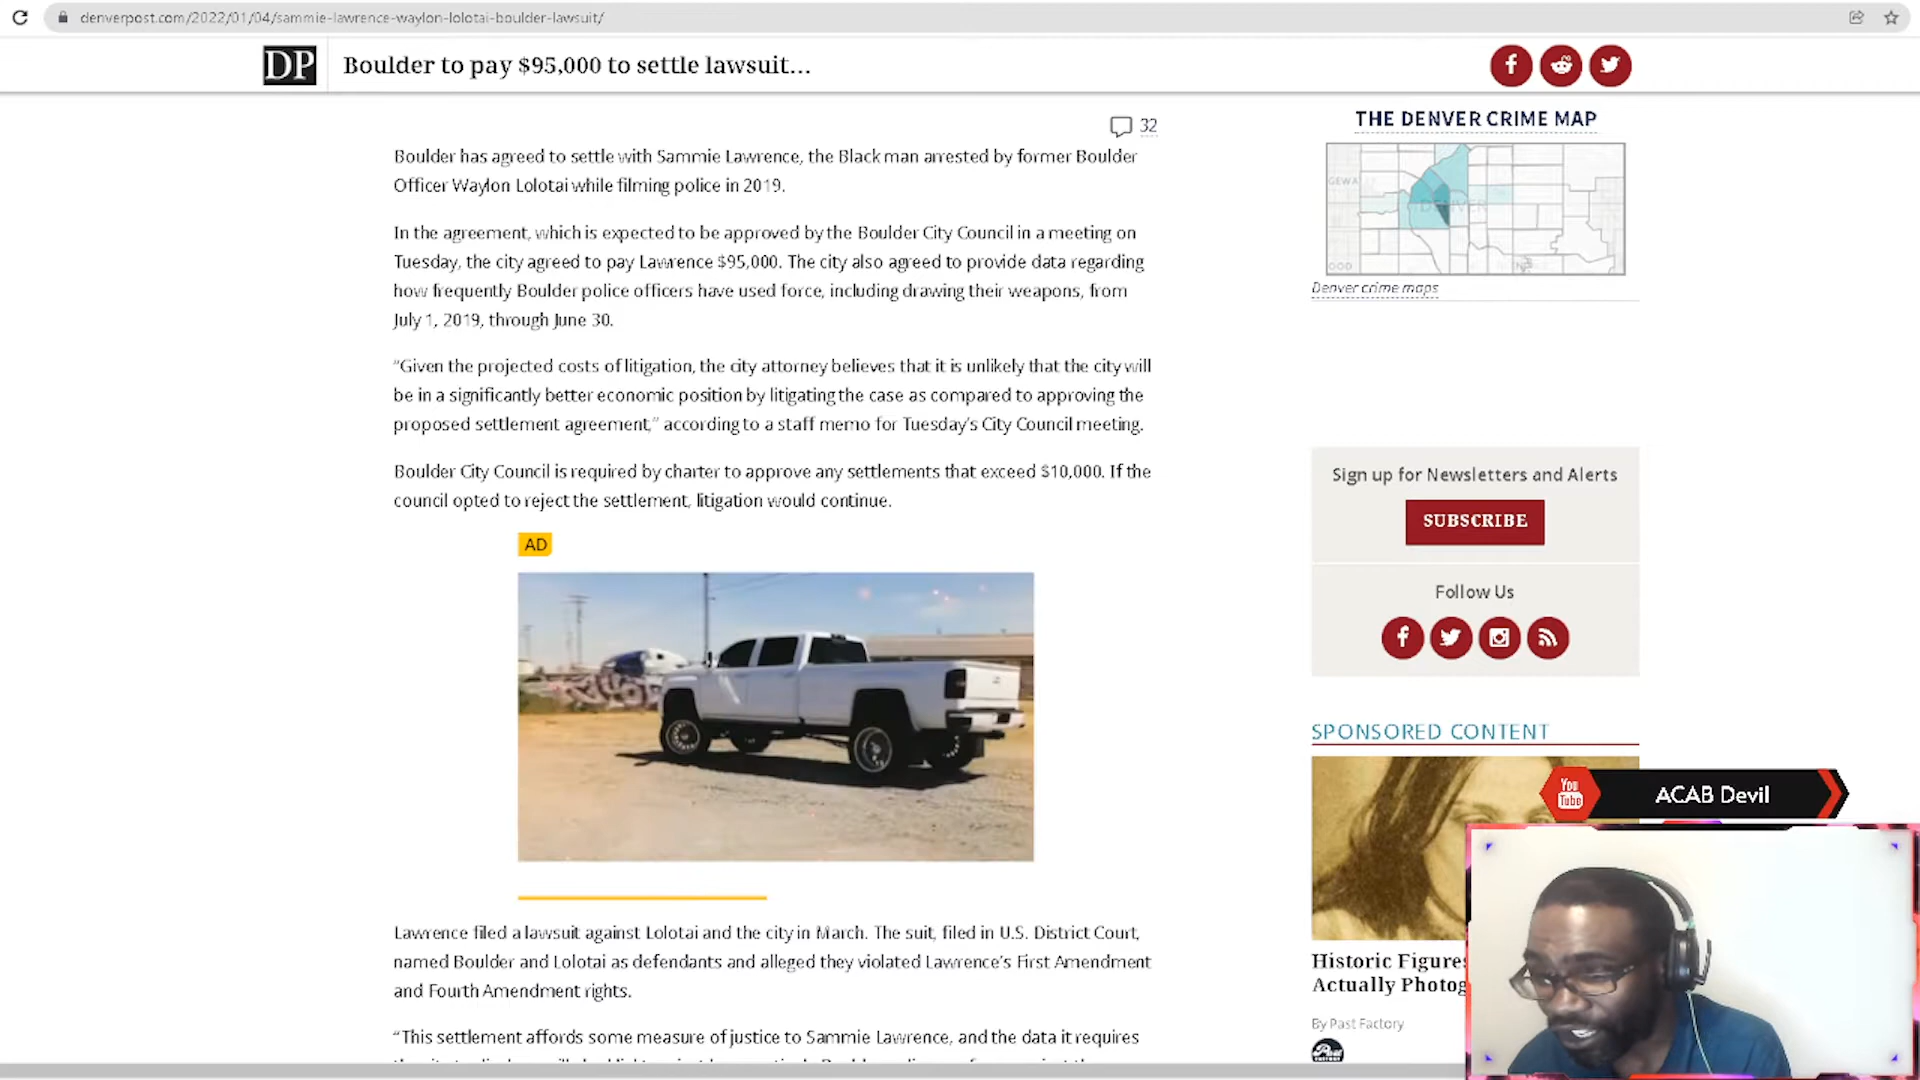 denverpost.com/2022/01/04/sammie-lawrence-waylon-lolotai-boulder-lawsuit/
DP
Boulder to pay $95,000 to settle lawsuit...
32
Boulder has agreed to settle with Sammie Lawrence, the Black man arrested by former Boulder
Officer Waylon Lolotai while filming police in 2019.
In the agreement, which is expected to be approved by the Boulder City Council in a meeting on
Tuesday, the city agreed to pay Lawrence $95,000. The city also agreed to provide data regarding
how frequently Boulder police officers have used force, including drawing their weapons, from
July 1, 2019, through June 30.
"Given the projected costs of litigation, the city attorney believes that it is unlikely that the city will
be in a significantly better economic position by litigating the case as compared to approving the
proposed settlement agreement," according to a staff memo for Tuesday's City Council meeting.
Boulder City Council is required by charter to approve any settlements that exceed $10,000. If the
council opted to reject the settlement, litigation would continue.
AD
Lawrence filed a lawsuit against Lolotai and the city in March. The suit, filed in U.S. District Court,
named Boulder and Lolotai as defendants and alleged they violated Lawrence's First Amendment
and Fourth Amendment rights.
"This settlement affords some measure of justice to Sammie Lawrence, and the data it requires
THE DENVER CRIME MAP
DENVER
Denver crime maps
Sign up for Newsletters and Alerts
SUBSCRIBE
Follow Us
SPONSORED CONTENT
You
Tube
ACAB Devil
Historic Figures
Actually Photog
By Past Factory